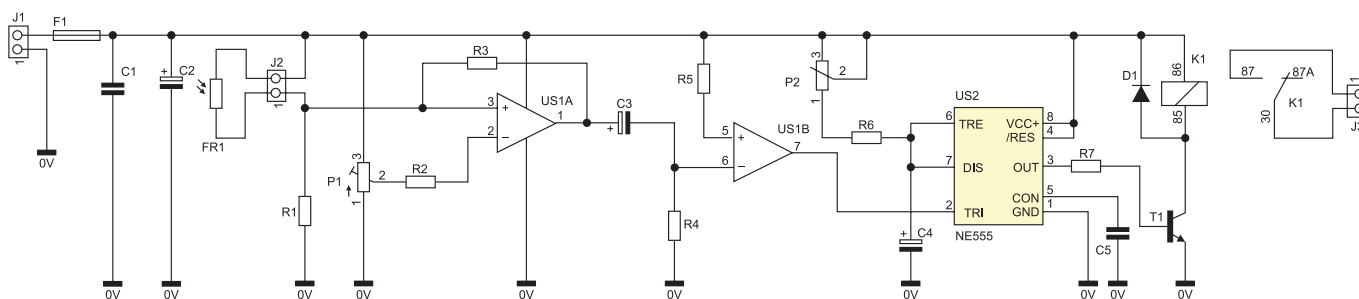 J1
1
0V
F1
C1
0V
C2
+
0V
FR1
J2
1
R1
0V
P1
3
2
1
0V
R2
R3
3
+
2
−
US1A
1
0V
C3
+
R4
0V
R5
5
+
6
−
US1B
7
P2
3
2
1
R6
C4
+
0V
US2
6 TRE
VCC+ 8
/RES 4
7 DIS
OUT 3
CON 5
2 TRI
GND 1
NE555
0V
C5
0V
R7
T1
0V
D1
86
K1
85
87
87A
30
K1
1